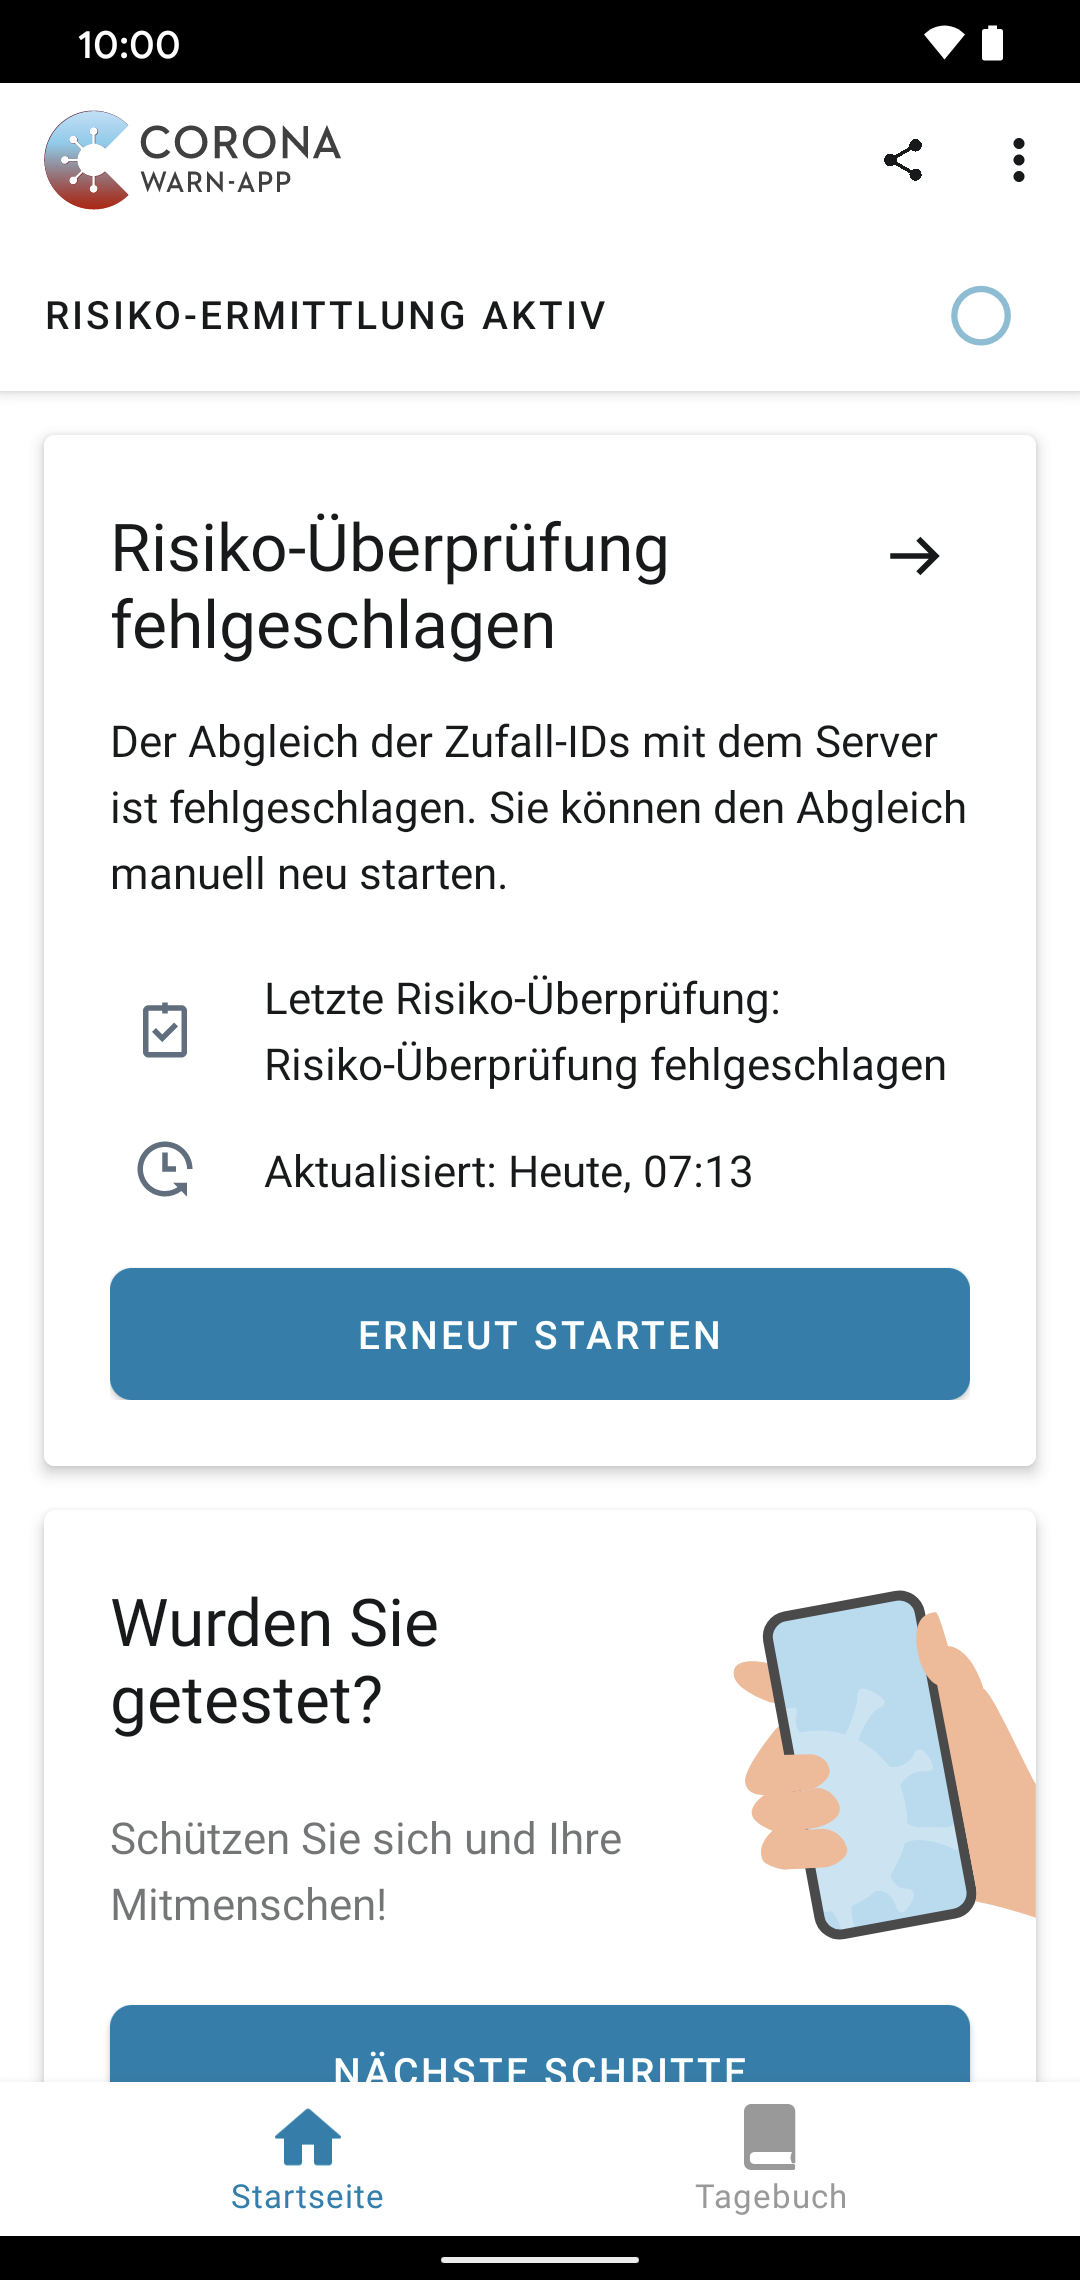 10:00
CORONA
WARN-APP
RISIKO-ERMITTLUNG AKTIV
Risiko-Überprüfung
fehlgeschlagen
Der Abgleich der Zufall-IDs mit dem Server
ist fehlgeschlagen. Sie können den Abgleich
manuell neu starten.
Letzte Risiko-Überprüfung:
Risiko-Überprüfung fehlgeschlagen
Aktualisiert: Heute, 07:13
ERNEUT STARTEN
Wurden Sie
getestet?
Schützen Sie sich und Ihre
Mitmenschen!
NÄCHSTE SCHRITTE
Startseite
Tagebuch